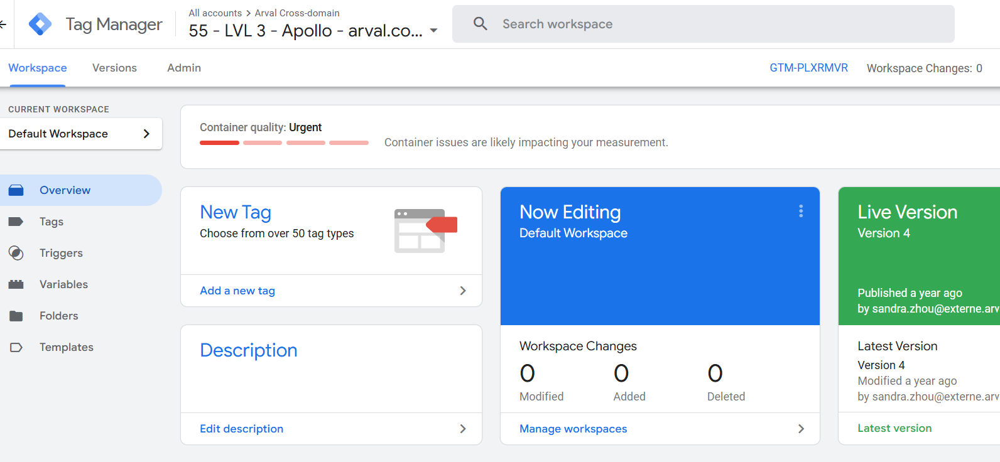 All accounts > Arval Cross-domain
Tag Manager
55 - LVL 3 - Apollo - arval.co...
Search workspace
Workspace
Versions
Admin
GTM-PLXRMVR
Workspace Changes: 0
CURRENT WORKSPACE
Default Workspace
Overview
Tags
Triggers
Variables
Folders
Templates
Container quality: Urgent
Container issues are likely impacting your measurement.
New Tag
Choose from over 50 tag types
Add a new tag
Description
Edit description
Now Editing
Default Workspace
Workspace Changes
0 0 0
Modified Added Deleted
Manage workspaces
Live Version
Version 4
Published a year ago
by sandra.zhou@externe.arv
Latest Version
Version 4
Modified a year ago
by sandra.zhou@externe.arv
Latest version